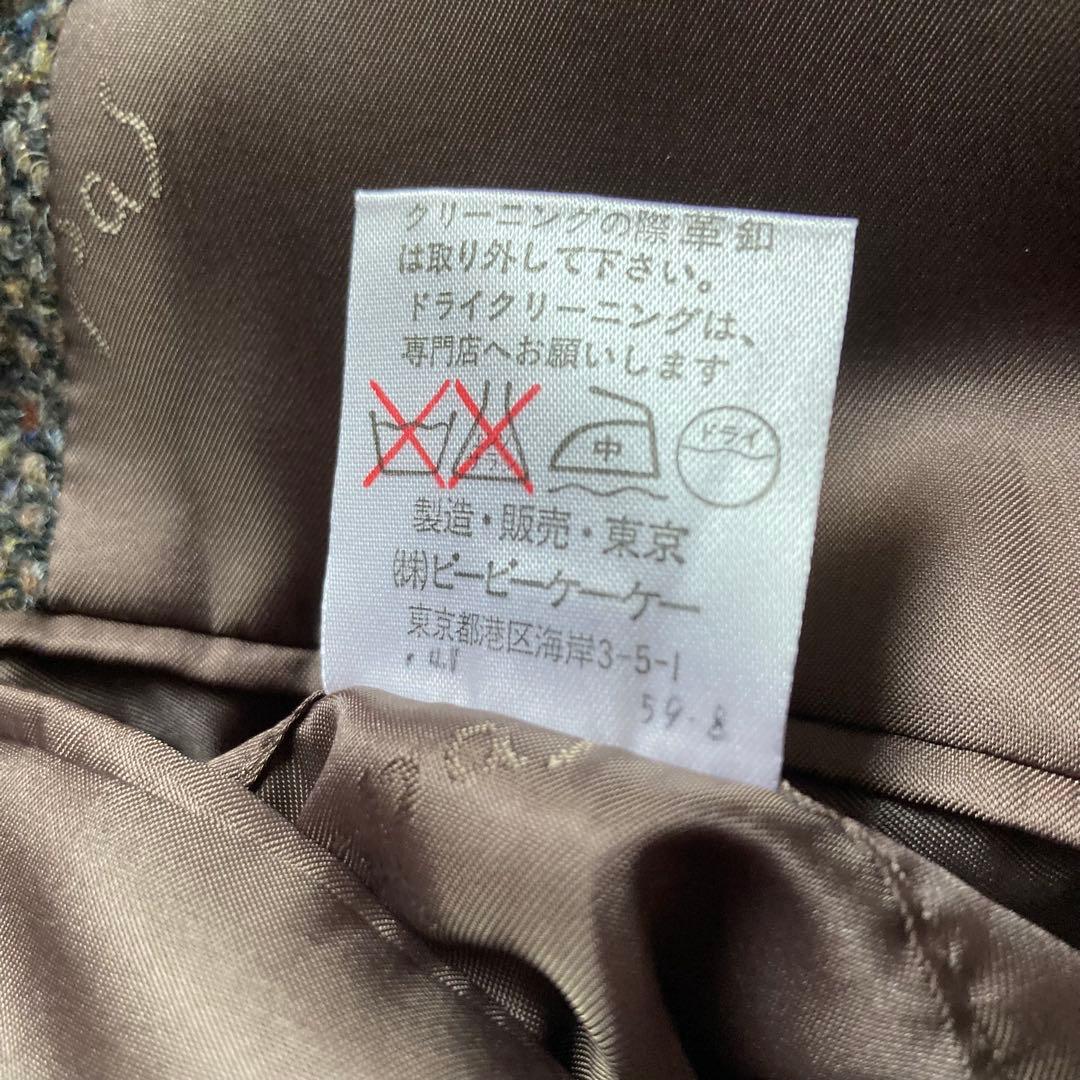 クリーニングの際革釦
は取り外して下さい。
ドライクリーニングは、
専門店へお願いします
中 ドライ
製造・販売・東京
(株)ピービーケーケー
東京都港区海岸3-5-1
59.8